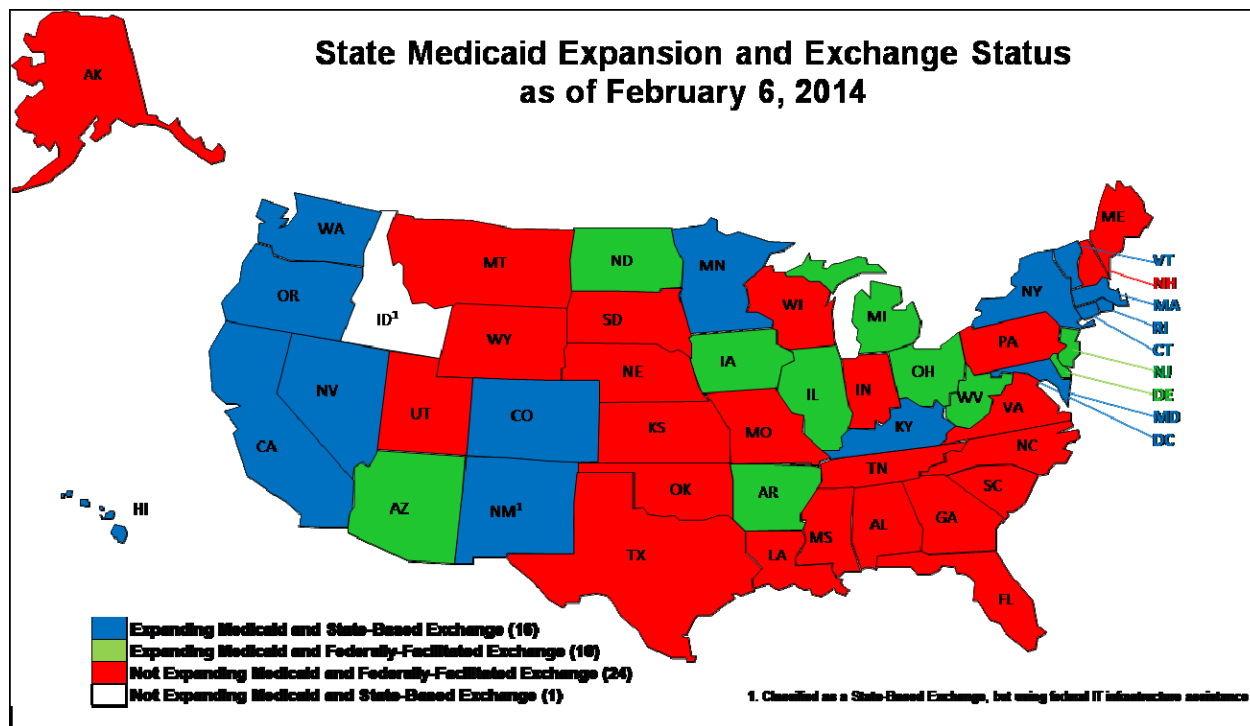 State Medicaid Expansion and Exchange Status
as of February 6, 2014
AK
WA
OR
ID¹
MT
ND
MN
SD
WY
NE
IA
WI
MI
IL
IN
OH
PA
NY
ME
VT
NH
MA
RI
CT
NJ
DE
MD
DC
WV
VA
KY
NV
UT
CO
KS
MO
CA
AZ
NM¹
OK
AR
TN
NC
SC
TX
LA
MS
AL
GA
FL
HI
Expanding Medicaid and State-Based Exchange (16)
Expanding Medicaid and Federally-Facilitated Exchange (10)
Not Expanding Medicaid and Federally-Facilitated Exchange (24)
Not Expanding Medicaid and State-Based Exchange (1)
1. Classified as a State-Based Exchange, but using federal IT infrastructure assistance